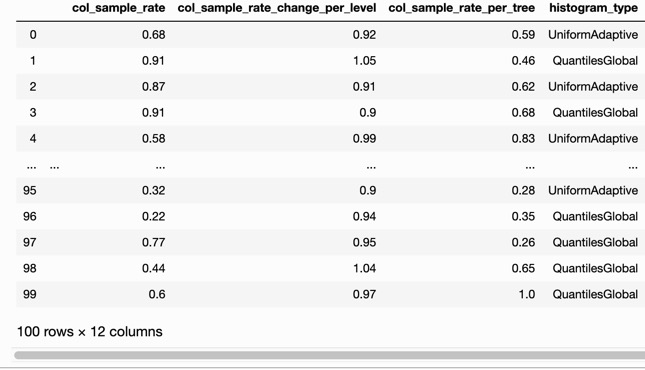 col_sample_rate col_sample_rate_change_per_level col_sample_rate_per_tree histogram_type
0 0.68 0.92 0.59 UniformAdaptive
1 0.91 1.05 0.46 QuantilesGlobal
2 0.87 0.91 0.62 UniformAdaptive
3 0.91 0.9 0.68 QuantilesGlobal
4 0.58 0.99 0.83 UniformAdaptive
... ... ... ... ... ...
95 0.32 0.9 0.28 UniformAdaptive
96 0.22 0.94 0.35 QuantilesGlobal
97 0.77 0.95 0.26 QuantilesGlobal
98 0.44 1.04 0.65 QuantilesGlobal
99 0.6 0.97 1.0 QuantilesGlobal
100 rows × 12 columns